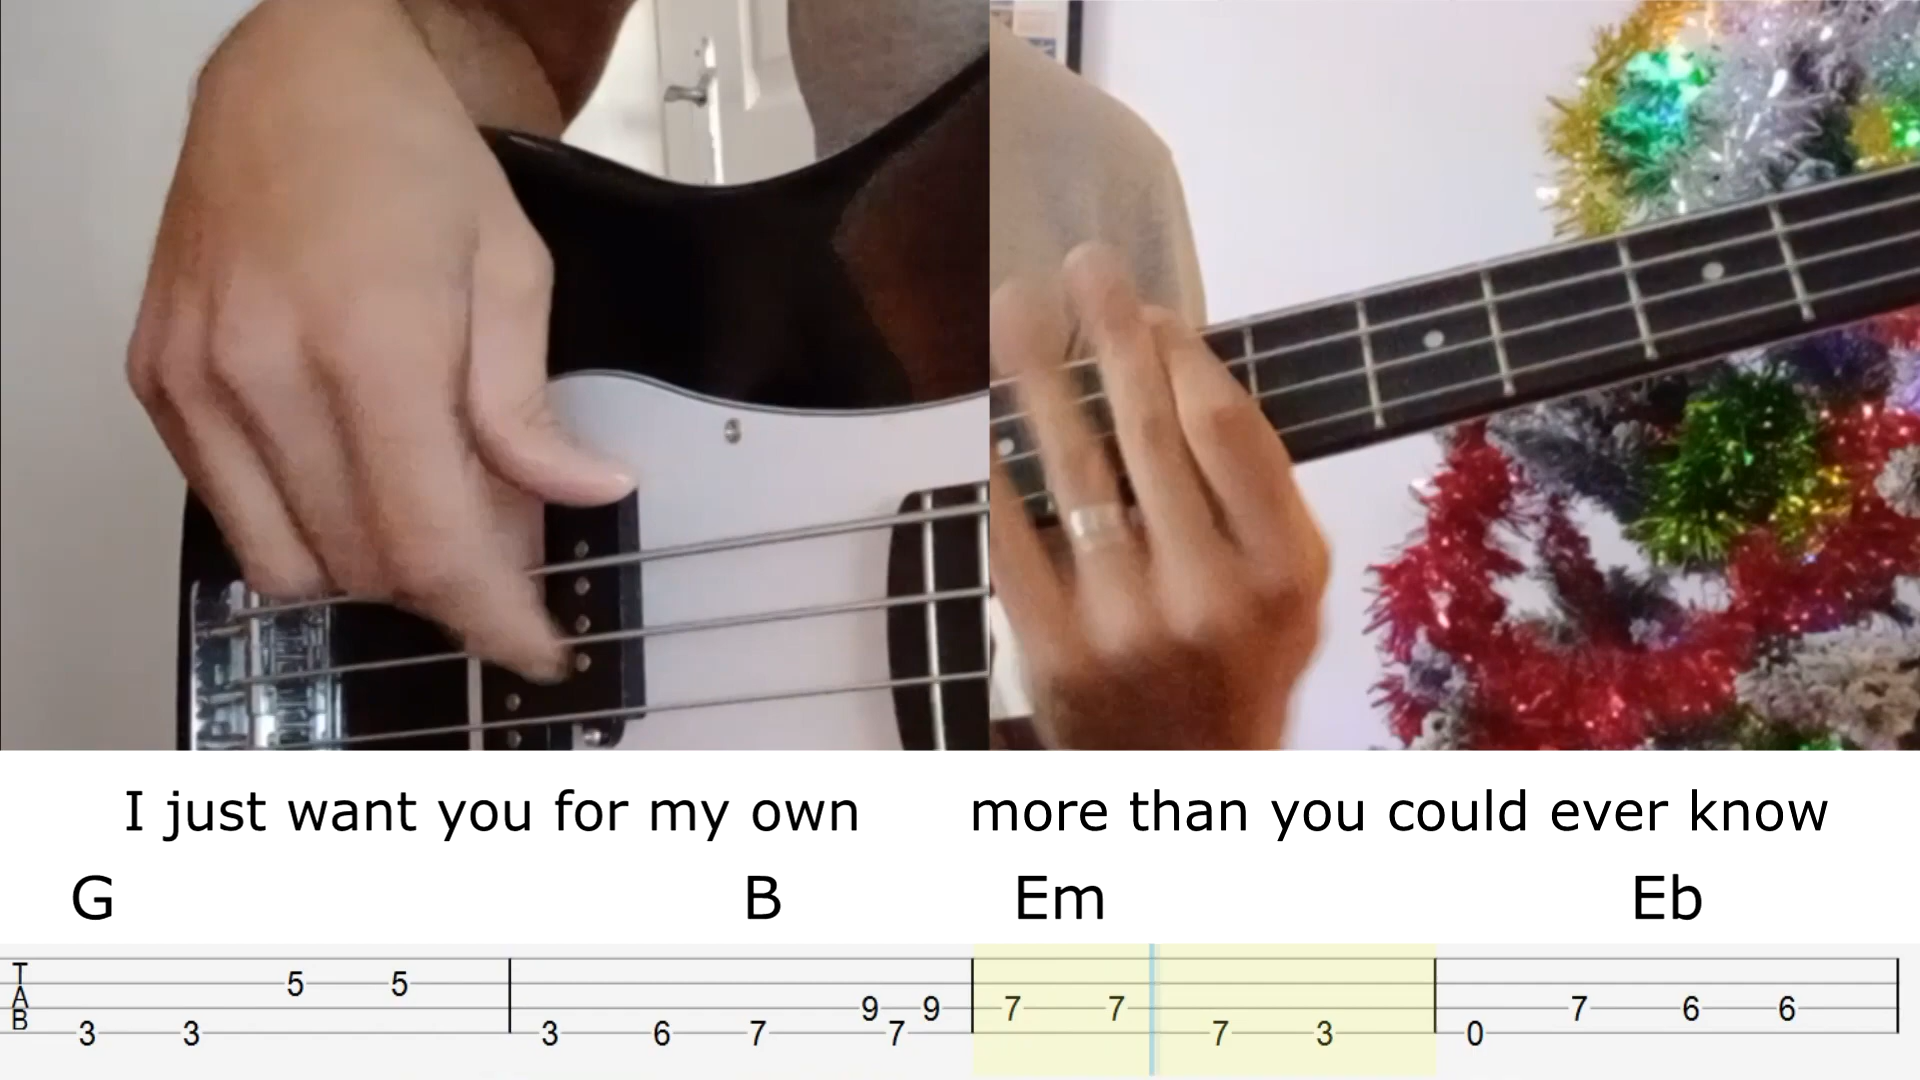 I just want you for my own more than you could ever know
G B Em Eb
T
A
B
5 5
9 9 7 7 7 6 6
3 3 3 6 7 7 7 3 0